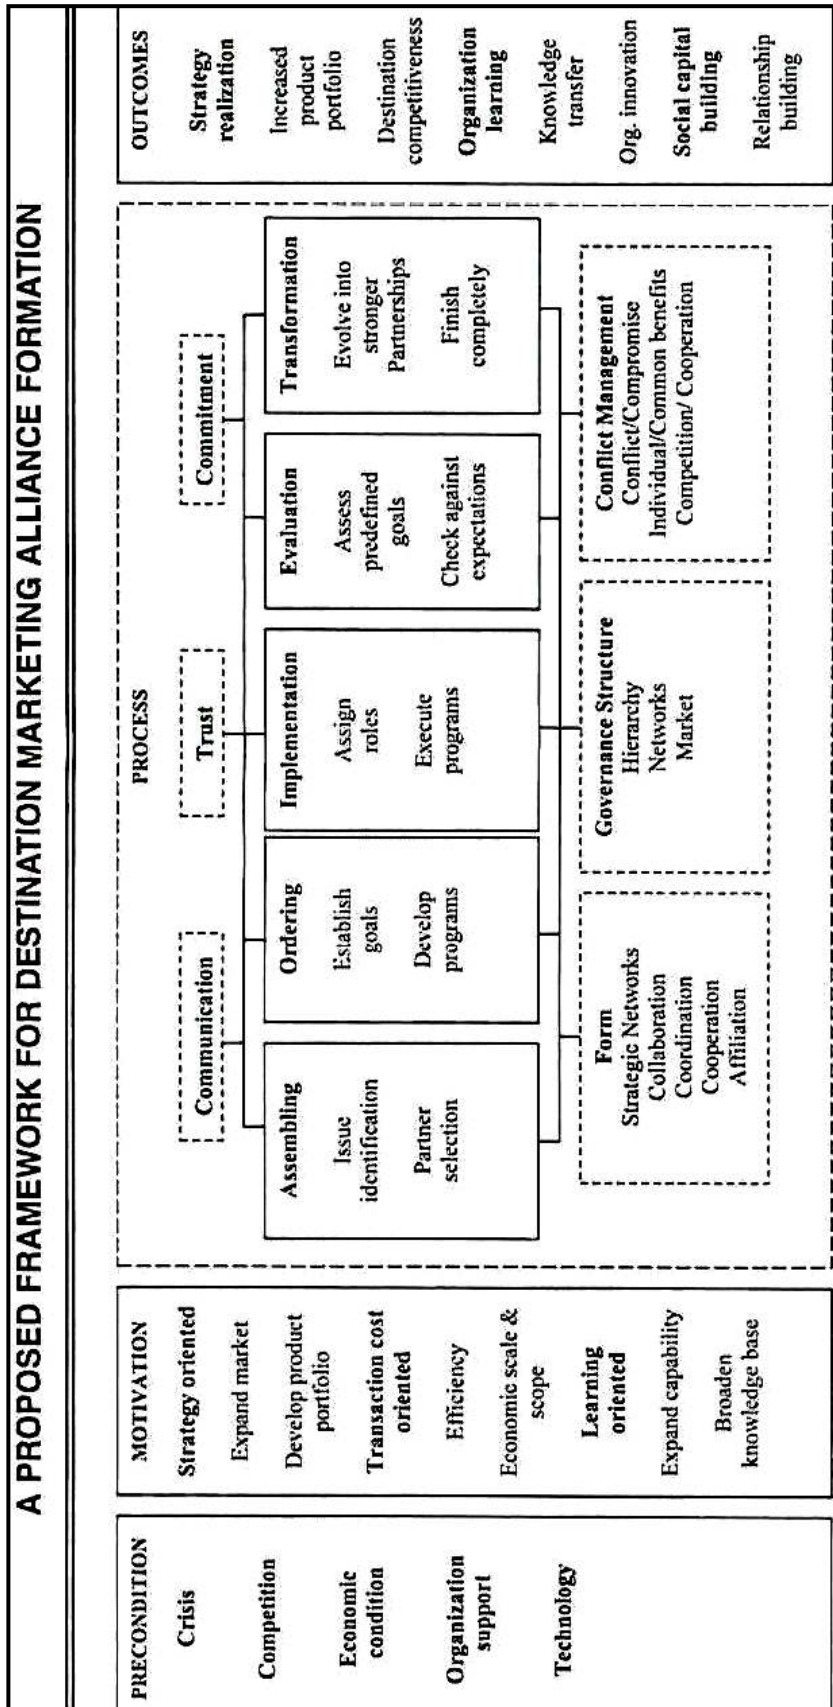 A PROPOSED FRAMEWORK FOR DESTINATION MARKETING ALLIANCE FORMATION
PRECONDITION
Crisis
Competition
Economic
condition
Organization
support
Technology
MOTIVATION
Strategy oriented
Expand market
Develop product
portfolio
Transaction cost
oriented
Efficiency
Economic scale &
scope
Learning
oriented
Expand capability
Broaden
knowledge base
PROCESS
Communication
Trust
Commitment
Assembling
Issue
identification
Partner
selection
Ordering
Establish
goals
Develop
programs
Implementation
Assign
roles
Execute
programs
Evaluation
Assess
predefined
goals
Check against
expectations
Transformation
Evolve into
stronger
Partnerships
Finish
completely
Form
Strategic Networks
Collaboration
Coordination
Cooperation
Affiliation
Governance Structure
Hierarchy
Networks
Market
Conflict Management
Conflict/Compromise
Individual/Common benefits
Competition/ Cooperation
OUTCOMES
Strategy
realization
Increased
product
portfolio
Destination
competitiveness
Organization
learning
Knowledge
transfer
Org. innovation
Social capital
building
Relationship
building